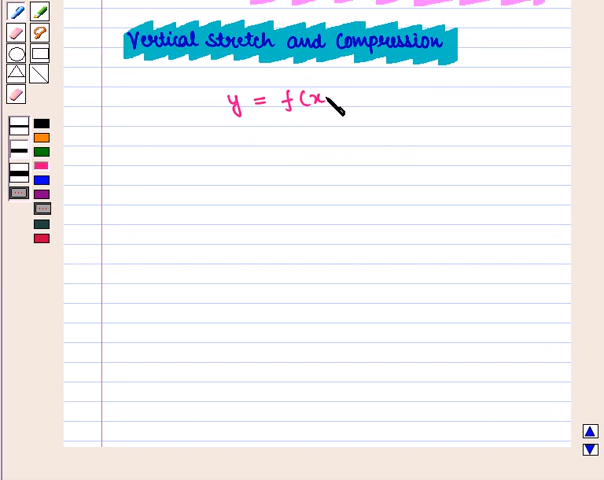 Vertical Stretch and Compression
y = f(x